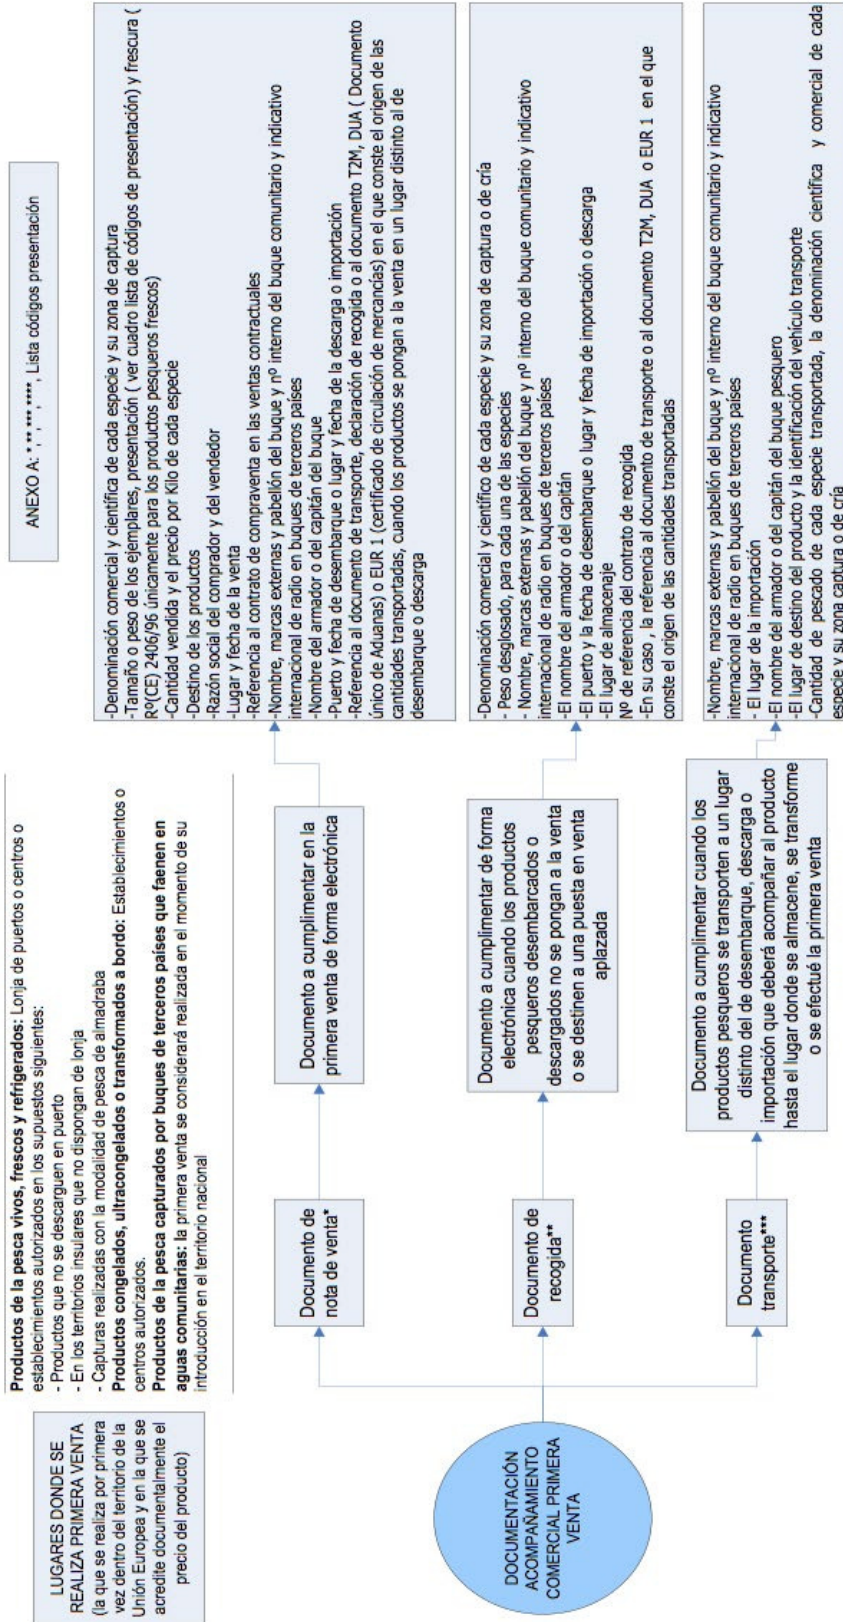 ANEXO A: *,**,***,****, Lista códigos presentación
LUGARES DONDE SE
REALIZA PRIMERA VENTA
(la que se realiza por primera
vez dentro del territorio de la
Unión Europea y en la que se
acredite documentalmente el
precio del producto)
Productos de la pesca vivos, frescos y refrigerados: Lonja de puertos o centros o
establecimientos autorizados en los supuestos siguientes:
- Productos que no se descarguen en puerto
- En los territorios insulares que no dispongan de lonja
- Capturas realizadas con la modalidad de pesca de almadraba
Productos congelados, ultracongelados o transformados a bordo: Establecimientos o
centros autorizados.
Productos de la pesca capturados por buques de terceros países que faenen en
aguas comunitarias: la primera venta se considerará realizada en el momento de su
introducción en el territorio nacional
DOCUMENTACIÓN
ACOMPAÑAMIENTO
COMERCIAL PRIMERA
VENTA
Documento de
nota de venta*
Documento a cumplimentar en la
primera venta de forma electrónica
-Denominación comercial y científica de cada especie y su zona de captura
-Tamaño o peso de los ejemplares, presentación ( ver cuadro lista de códigos de presentación) y frescura (
Rº(CE) 2406/96 únicamente para los productos pesqueros frescos)
-Cantidad vendida y el precio por Kilo de cada especie
-Destino de los productos
-Razón social del comprador y del vendedor
-Lugar y fecha de la venta
-Referencia al contrato de compraventa en las ventas contractuales
-Nombre, marcas externas y pabellón del buque y nº interno del buque comunitario y indicativo
internacional de radio en buques de terceros países
-Nombre del armador o del capitán del buque
-Puerto y fecha de desembarque o lugar y fecha de la descarga o importación
-Referencia al documento de transporte, declaración de recogida o al documento T2M, DUA ( Documento
único de Aduanas) o EUR 1 (certificado de circulación de mercancías) en el que conste el origen de las
cantidades transportadas, cuando los productos se pongan a la venta en un lugar distinto al de
desembarque o descarga
Documento de
recogida**
Documento a cumplimentar de forma
electrónica cuando los productos
pesqueros desembarcados o
descargados no se pongan a la venta
o se destinen a una puesta en venta
aplazada
-Denominación comercial y científico de cada especie y su zona de captura o de cría
- Peso desglosado, para cada una de las especies
- Nombre, marcas externas y pabellón del buque y nº interno del buque comunitario y indicativo
internacional de radio en buques de terceros países
-El nombre del armador o del capitán
-El puerto y la fecha de desembarque o lugar y fecha de importación o descarga
-El lugar de almacenaje
Nº de referencia del contrato de recogida
-En su caso , la referencia al documento de transporte o al documento T2M, DUA o EUR 1 en el que
conste el origen de las cantidades transportadas
Documento
transporte***
Documento a cumplimentar cuando los
productos pesqueros se transporten a un lugar
distinto del de desembarque, descarga o
importación que deberá acompañar al producto
hasta el lugar donde se almacene, se transforme
o se efectué la primera venta
-Nombre, marcas externas y pabellón del buque y nº interno del buque comunitario y indicativo
internacional de radio en buques de terceros países
- El lugar de la importación
-El nombre del armador o del capitán del buque pesquero
-El lugar de destino del producto y la identificación del vehículo transporte
-Cantidad de pescado de cada especie transportada, la denominación científica y comercial de cada
especie y su zona captura o de cría